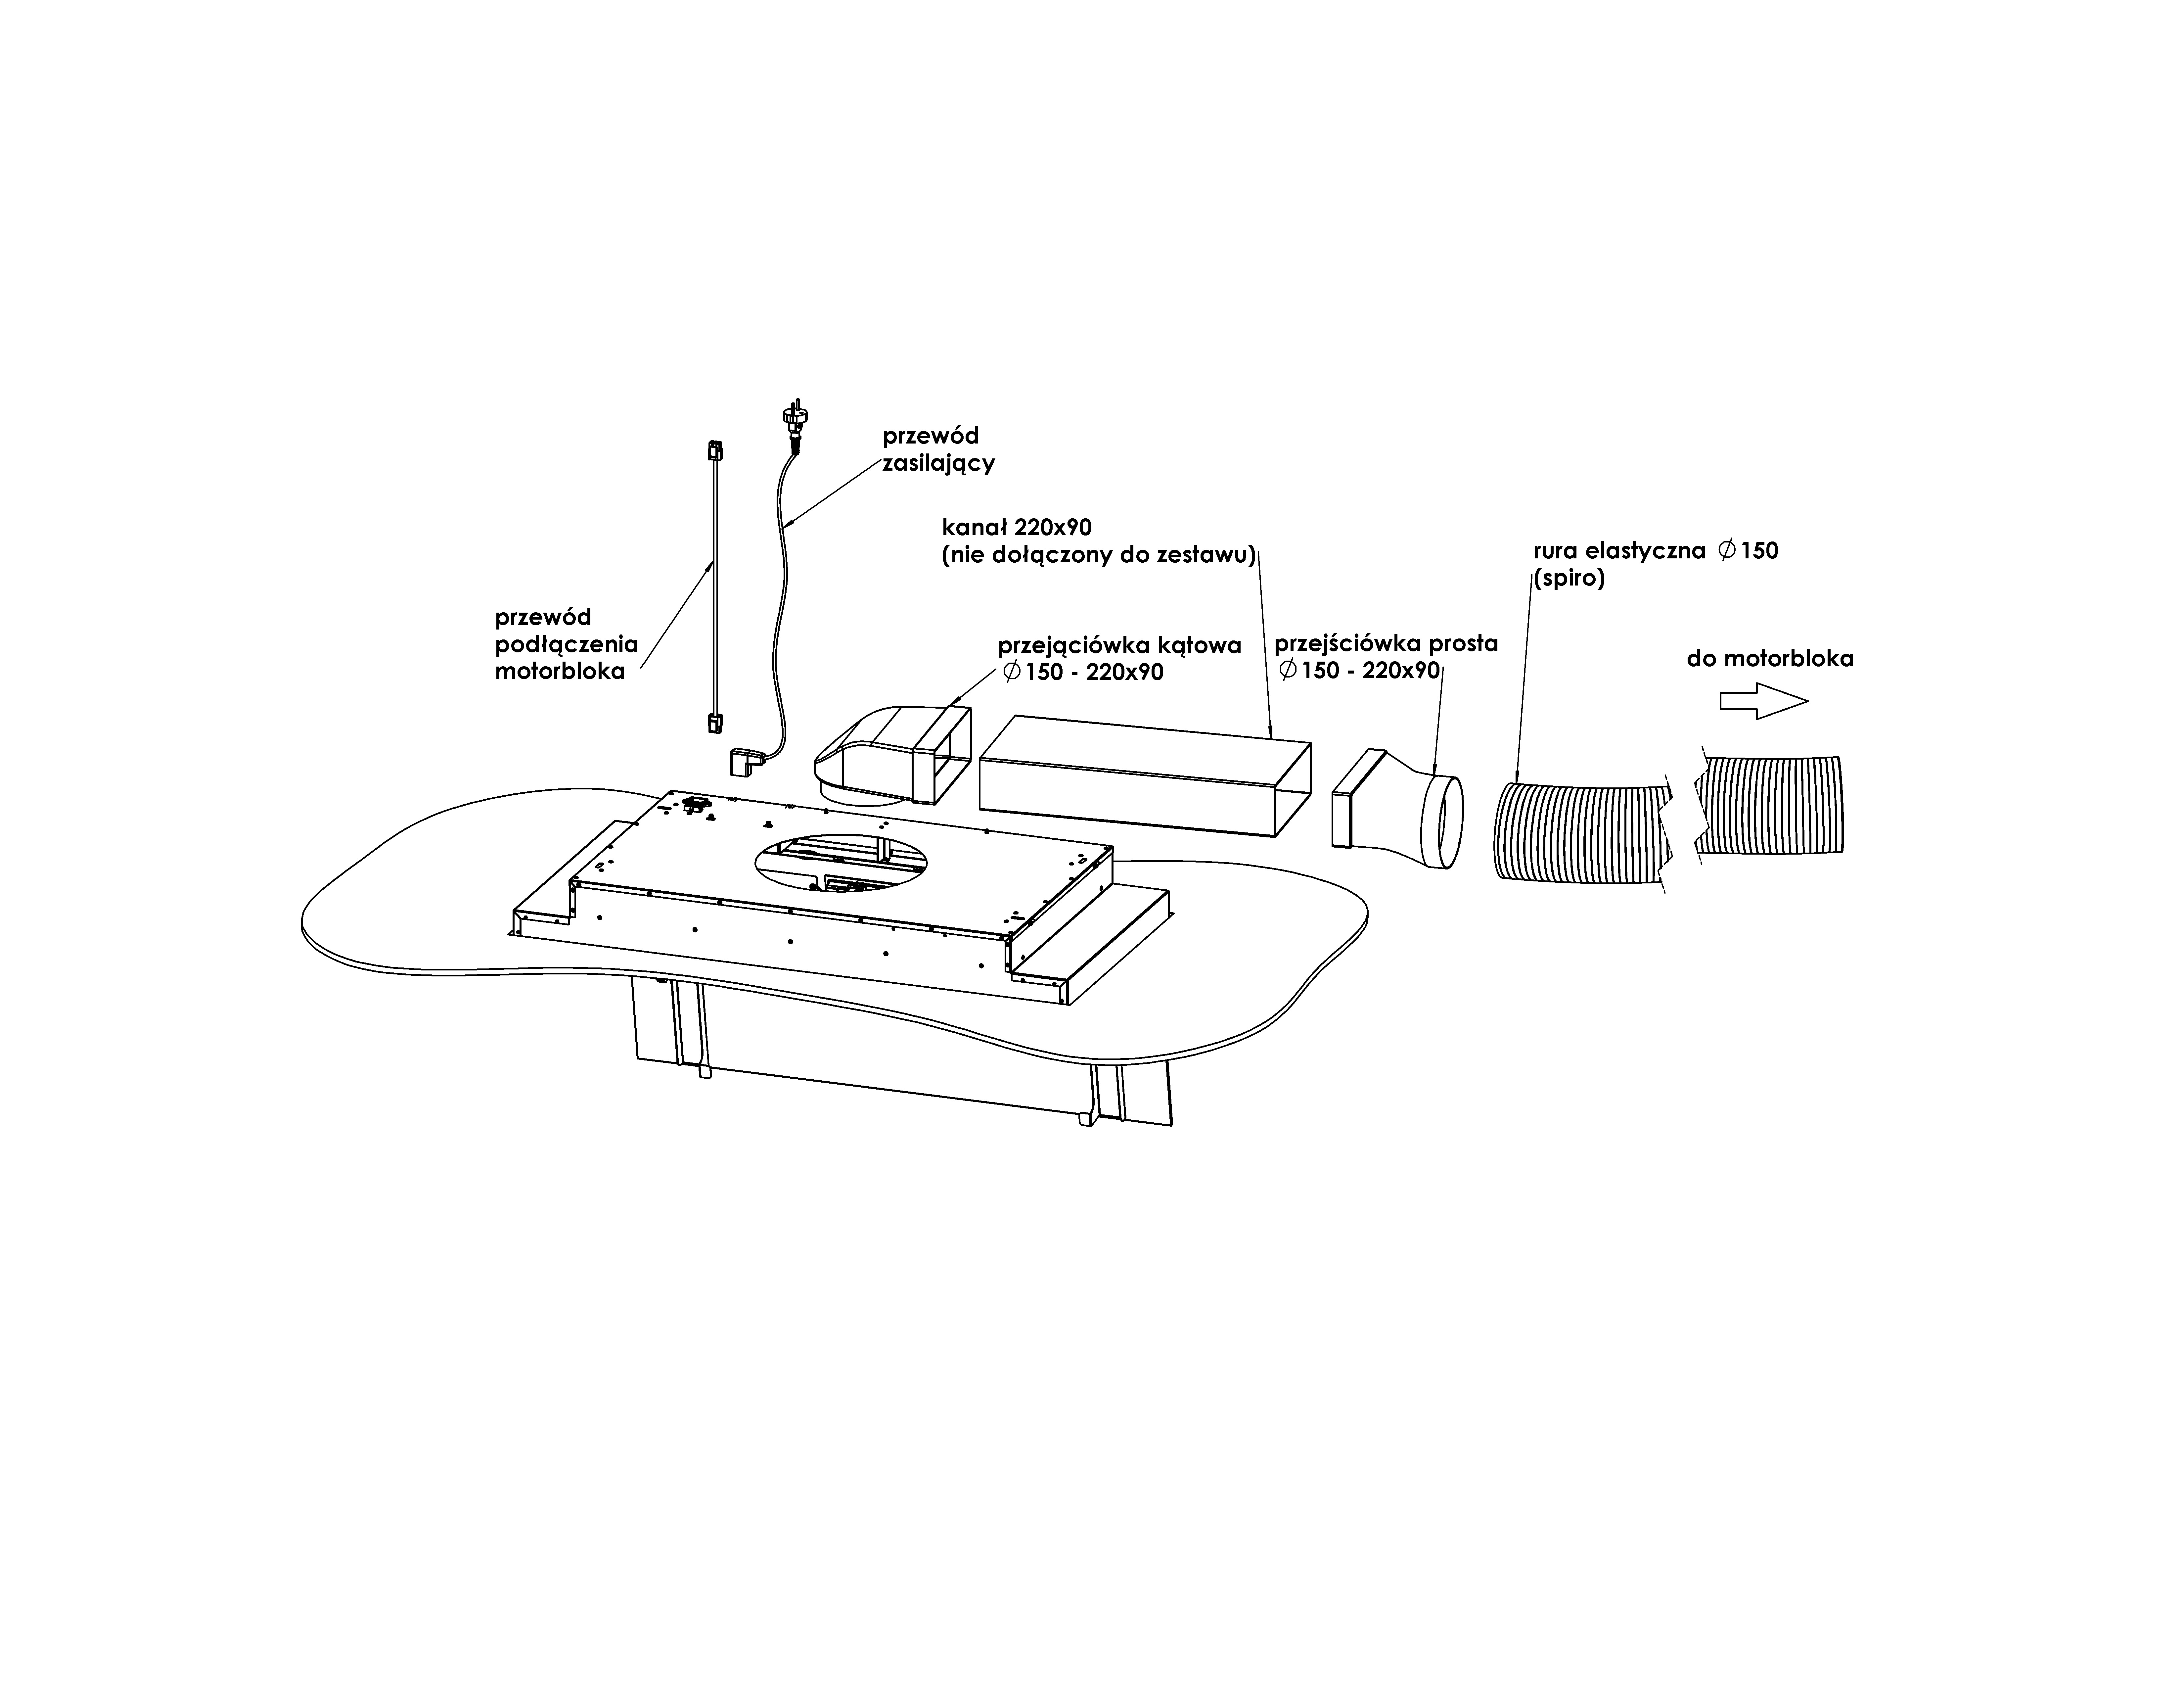 przewód
zasilający
kanał 220x90
(nie dołączony do zestawu)
rura elastyczna ∅150
(spiro)
przewód
podłączenia
motorbloka
przejąciówka kątowa
∅150 - 220x90
przejściówka prosta
∅150 - 220x90
do motorbloka